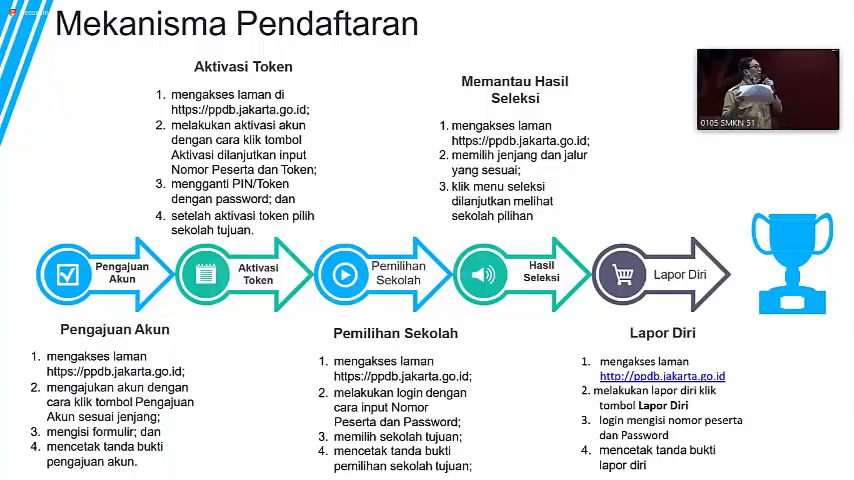 Mekanisma Pendaftaran
Aktivasi Token
1. mengakses laman di
https://ppdb.jakarta.go.id;
2. melakukan aktivasi akun
dengan cara klik tombol
Aktivasi dilanjutkan input
Nomor Peserta dan Token;
3. mengganti PIN/Token
dengan password; dan
4. setelah aktivasi token pilih
sekolah tujuan.
Memantau Hasil
Seleksi
1. mengakses laman
https://ppdb.jakarta.go.id;
2. memilih jenjang dan jalur
yang sesuai;
3. klik menu seleksi
dilanjutkan melihat
sekolah pilihan
0105 SMKN 51
Pengajuan
Akun
Aktivasi
Token
Pemilihan
Sekolah
Hasil
Seleksi
Lapor Diri
Pengajuan Akun
1. mengakses laman
https://ppdb.jakarta.go.id;
2. mengajukan akun dengan
cara klik tombol Pengajuan
Akun sesuai jenjang;
3. mengisi formulir; dan
4. mencetak tanda bukti
pengajuan akun.
Pemilihan Sekolah
1. mengakses laman
https://ppdb.jakarta.go.id;
2. melakukan login dengan
cara input Nomor
Peserta dan Password;
3. memilih sekolah tujuan;
4. mencetak tanda bukti
pemilihan sekolah tujuan;
Lapor Diri
1. mengakses laman
http://ppdb.jakarta.go.id
2. melakukan lapor diri klik
tombol Lapor Diri
3. login mengisi nomor peserta
dan Password
4. mencetak tanda bukti
lapor diri